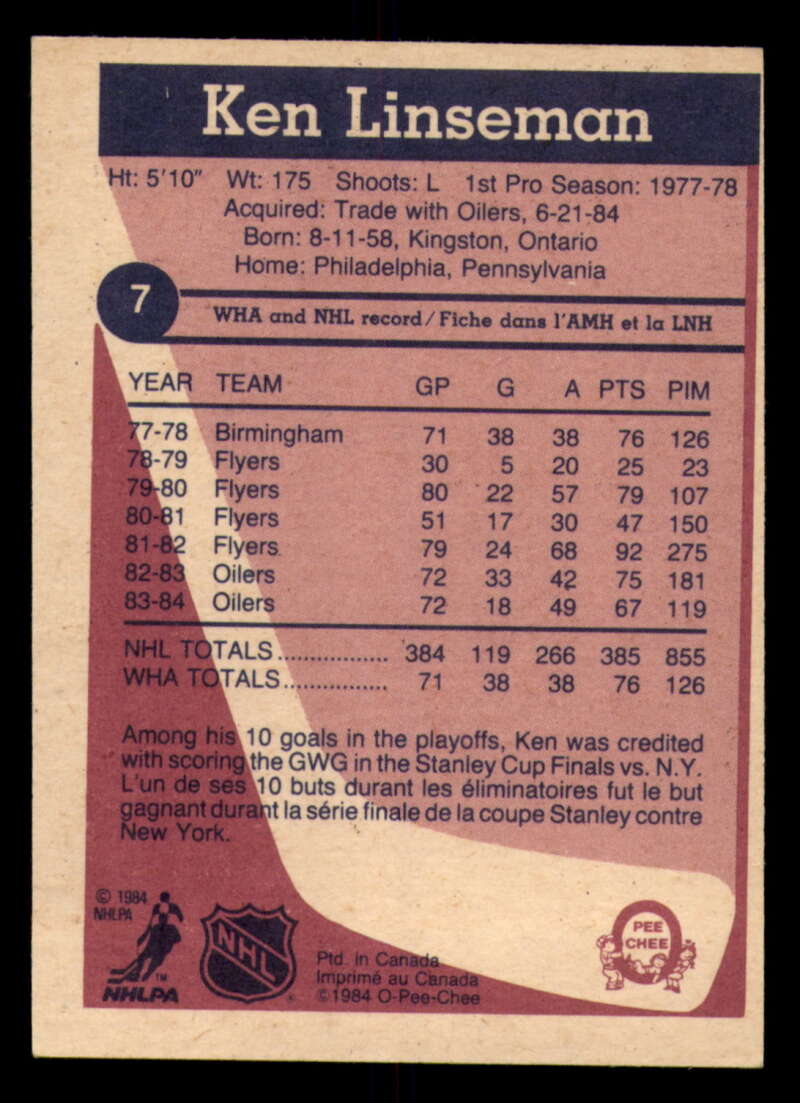 Ken Linseman
Ht: 5'10" Wt: 175 Shoots: L 1st Pro Season: 1977-78
Acquired: Trade with Oilers, 6-21-84
Born: 8-11-58, Kingston, Ontario
Home: Philadelphia, Pennsylvania
7
WHA and NHL record/Fiche dans l'AMH et la LNH
YEAR TEAM GP G A PTS PIM
77-78 Birmingham 71 38 38 76 126
78-79 Flyers 30 5 20 25 23
79-80 Flyers 80 22 57 79 107
80-81 Flyers 51 17 30 47 150
81-82 Flyers 79 24 68 92 275
82-83 Oilers 72 33 42 75 181
83-84 Oilers 72 18 49 67 119
NHL TOTALS................ 384 119 266 385 855
WHA TOTALS............... 71 38 38 76 126
Among his 10 goals in the playoffs, Ken was credited
with scoring the GWG in the Stanley Cup Finals vs. N.Y.
L'un de ses 10 buts durant les éliminatoires fut le but
gagnant durant la série finale de la coupe Stanley contre
New York.
© 1984
NHLPA
™
NHLPA
NHL
®
Ptd. in Canada
Imprimé au Canada
©1984 O-Pee-Chee
O
PEE
CHEE